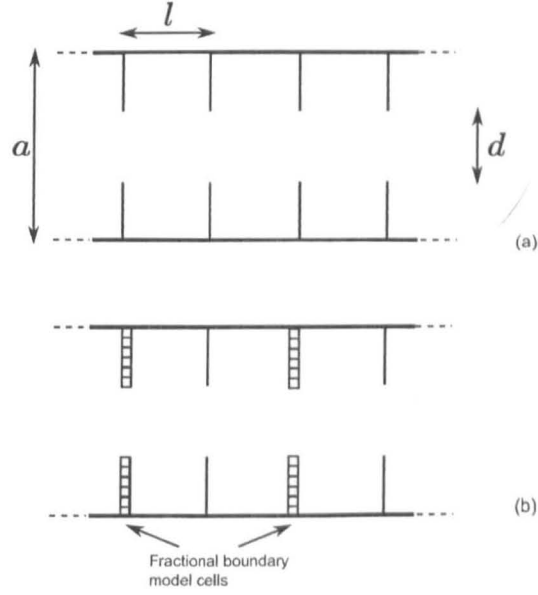 l
a
d
(a)
(b)
Fractional boundary
model cells